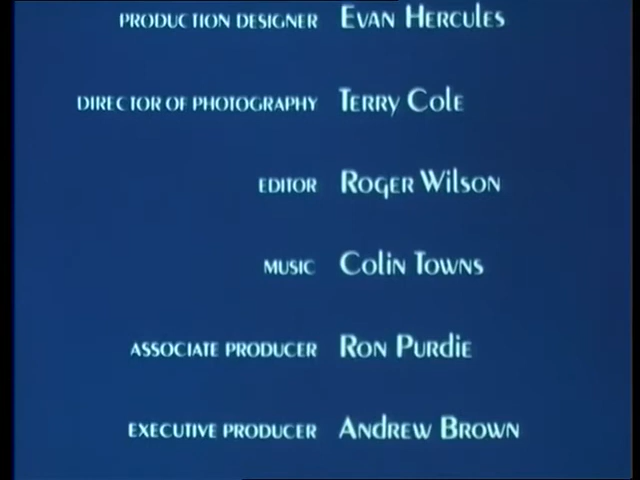 PRODUCTION DESIGNER Evan Hercules
DIRECTOR OF PHOTOGRAPHY Terry Cole
EDITOR Roger Wilson
MUSIC Colin Towns
ASSOCIATE PRODUCER Ron Purdie
EXECUTIVE PRODUCER Andrew Brown